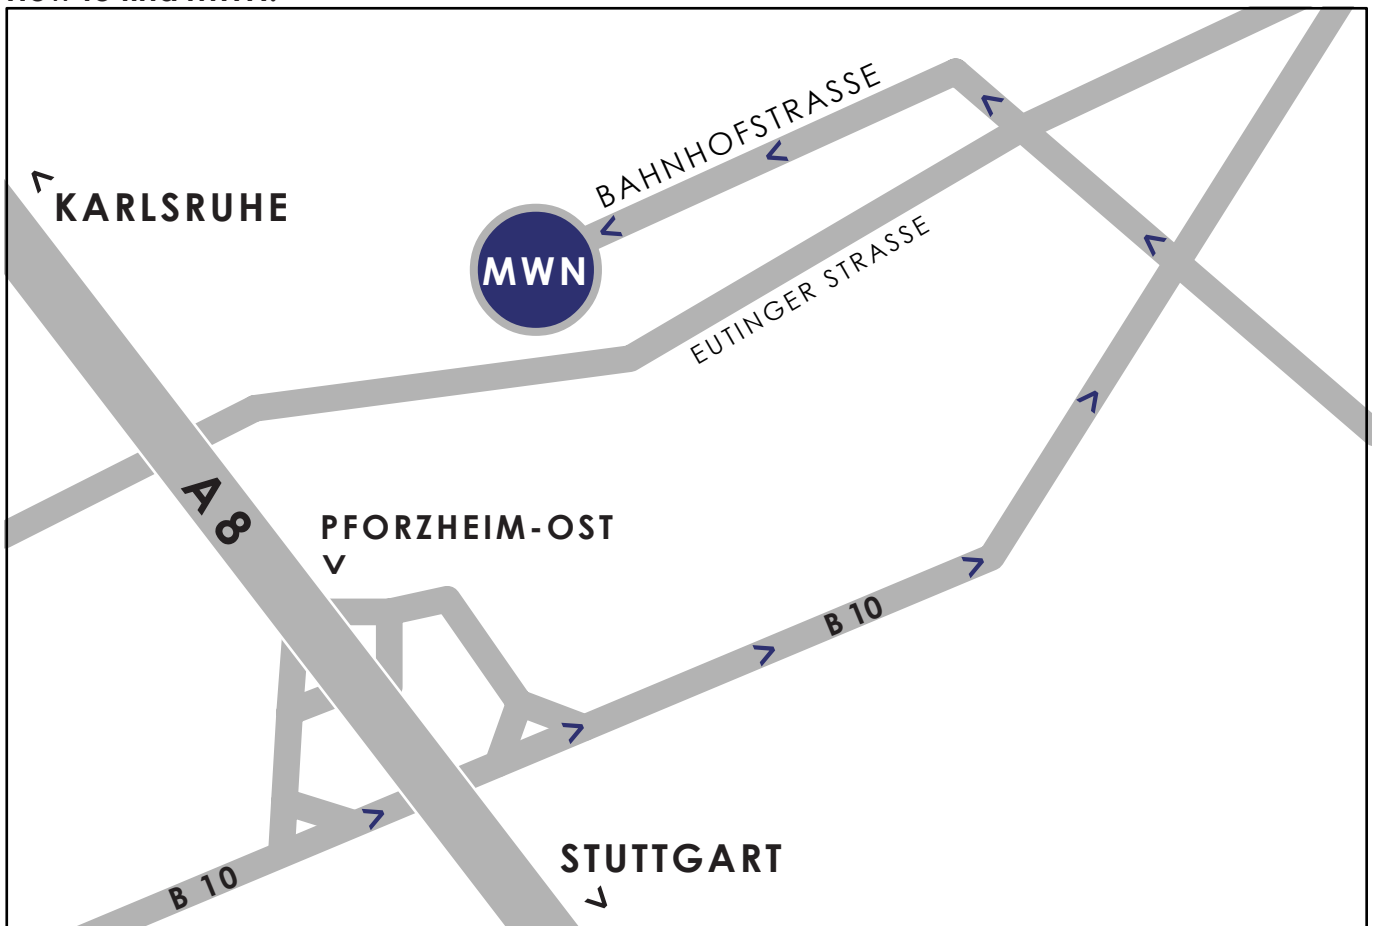 BAHNHOFSTRASSE
KARLSRUHE
MWN
EUTINGER STRASSE
A 8
PFORZHEIM-OST
B 10
STUTTGART
B 10